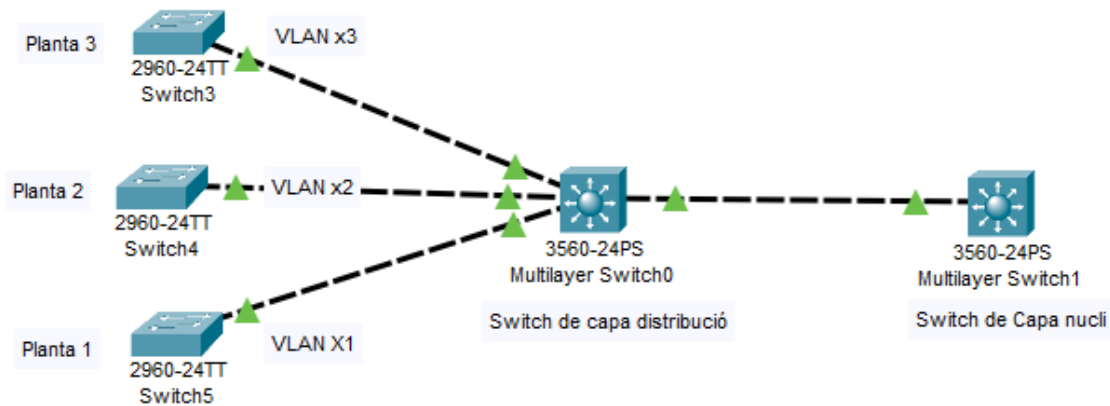 Planta 3
VLAN x3
2960-24TT
Switch3
Planta 2
VLAN x2
2960-24TT
Switch4
3560-24PS
Multilayer Switch0
3560-24PS
Multilayer Switch1
Switch de capa distribució
Switch de Capa nucli
Planta 1
VLAN X1
2960-24TT
Switch5